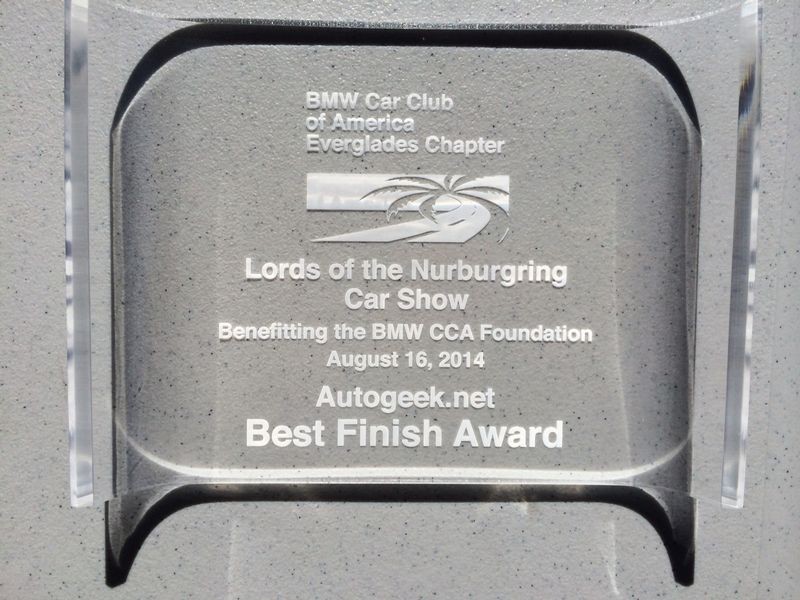 BMW Car Club
of America
Everglades Chapter
Lords of the Nurburgring
Car Show
Benefitting the BMW CCA Foundation
August 16, 2014
Autogeek.net
Best Finish Award